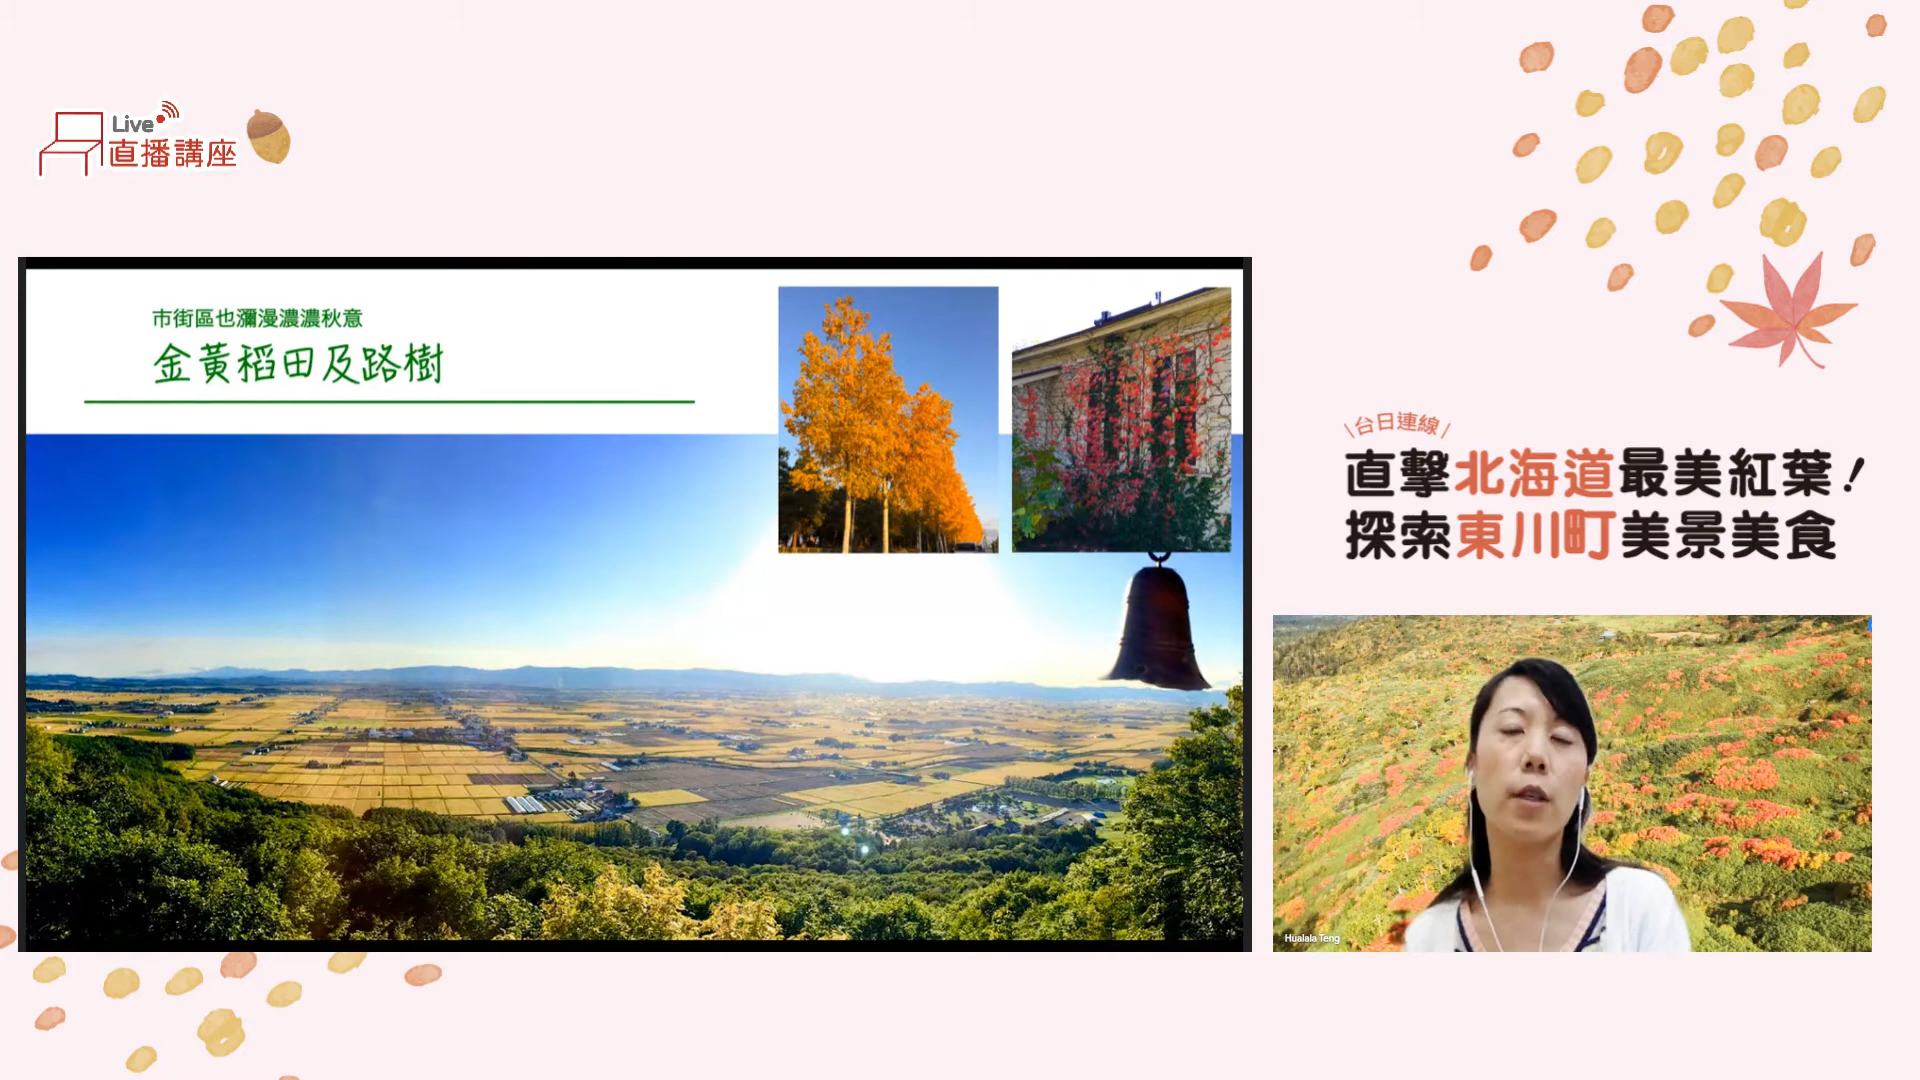 Live
直播講座
市街區也瀰漫濃濃秋意
金黃稻田及路樹
\台日連線/
直擊北海道最美紅葉！
探索東川町美景美食
Hualala Teng